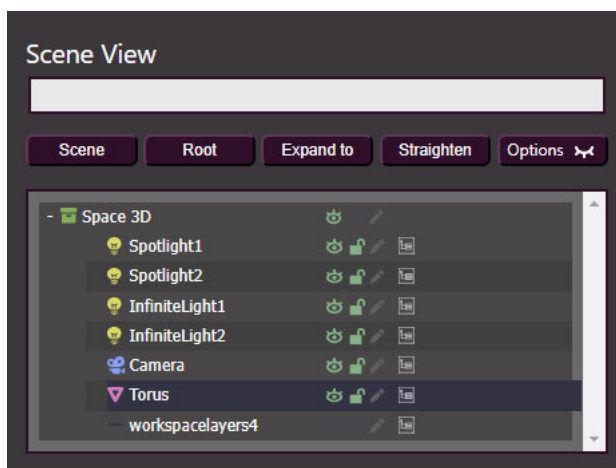 Scene View
Scene Root Expand to Straighten Options
- Space 3D
Spotlight1
Spotlight2
InfiniteLight1
InfiniteLight2
Camera
Torus
workspacelayers4